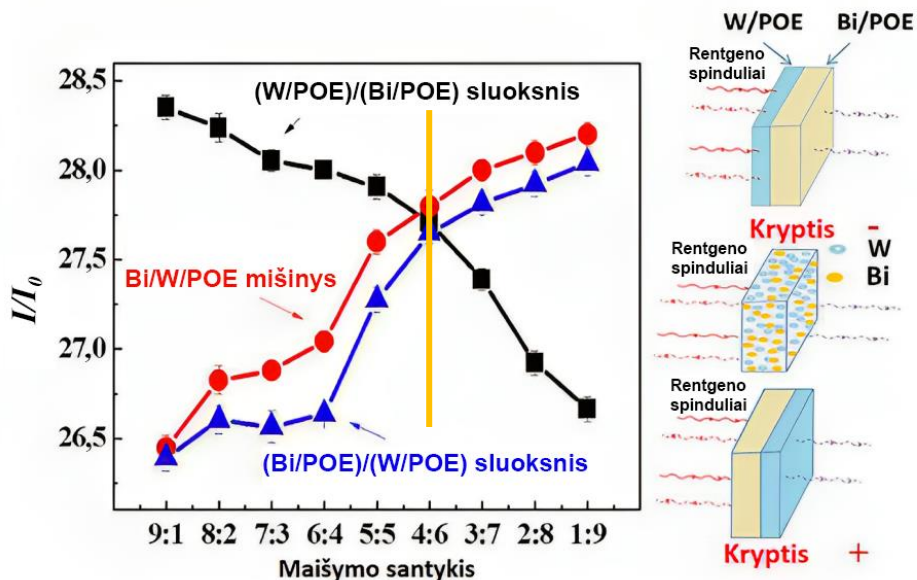 28,5
28,0
27,5
27,0
26,5
I/I₀
(W/POE)/(Bi/POE) sluoksnis
Bi/W/POE mišinys
(Bi/POE)/(W/POE) sluoksnis
9:1 8:2 7:3 6:4 5:5 4:6 3:7 2:8 1:9
Maišymo santykis
W/POE Bi/POE
Rentgeno
spinduliai
Kryptis -
Rentgeno
spinduliai
W
Bi
Rentgeno
spinduliai
Kryptis +